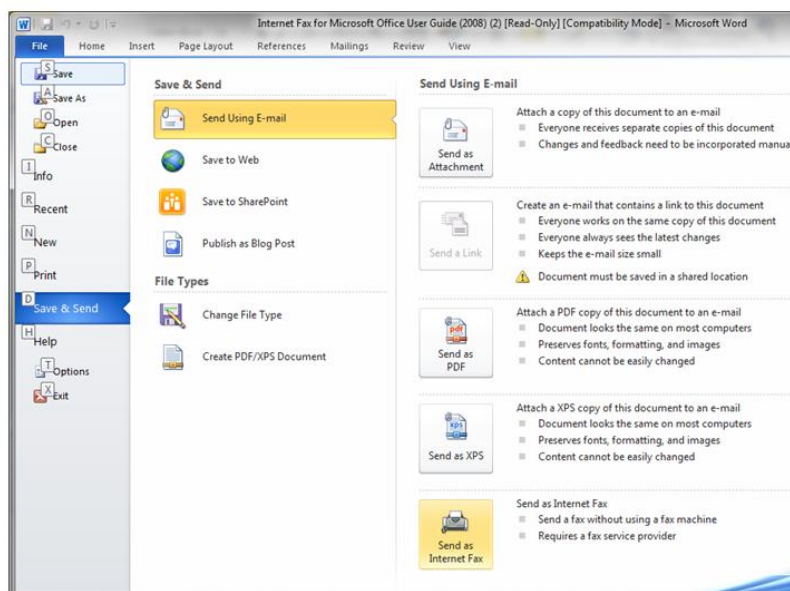 Internet Fax for Microsoft Office User Guide (2008) (2) [Read-Only] [Compatibility Mode] - Microsoft Word
File Home Insert Page Layout References Mailings Review View
S Save
A Save As
O Open
C Close
I Info
R Recent
N New
P Print
D Save & Send
H Help
T Options
X Exit
Save & Send
Send Using E-mail
Save to Web
Save to SharePoint
Publish as Blog Post
File Types
Change File Type
Create PDF/XPS Document
Send Using E-mail
Send as
Attachment
Attach a copy of this document to an e-mail
Everyone receives separate copies of this document
Changes and feedback need to be incorporated manua
Send a Link
Create an e-mail that contains a link to this document
Everyone works on the same copy of this document
Everyone always sees the latest changes
Keeps the e-mail size small
Document must be saved in a shared location
pdf
Send as
PDF
Attach a PDF copy of this document to an e-mail
Document looks the same on most computers
Preserves fonts, formatting, and images
Content cannot be easily changed
xps
Send as XPS
Attach a XPS copy of this document to an e-mail
Document looks the same on most computers
Preserves fonts, formatting, and images
Content cannot be easily changed
Send as
Internet Fax
Send as Internet Fax
Send a fax without using a fax machine
Requires a fax service provider